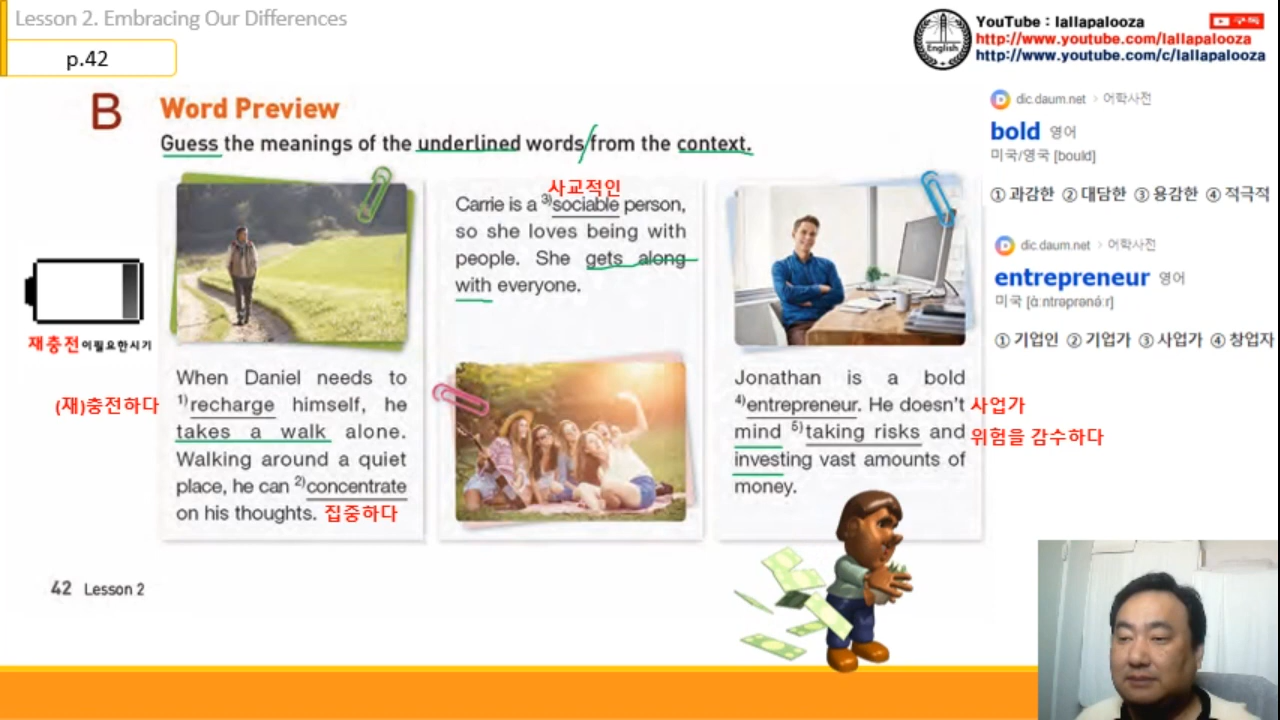 Lesson 2. Embracing Our Differences
p.42
English
YouTube : lallapalooza
구독
http://www.youtube.com/lallapalooza
http://www.youtube.com/c/lallapalooza
B
Word Preview
Guess the meanings of the underlined words/from the context.
재충전이필요한시기
(재)충전하다
When Daniel needs to
1)recharge himself, he
takes a walk alone.
Walking around a quiet
place, he can 2)concentrate
on his thoughts. 집중하다
사교적인
Carrie is a 3)sociable person,
so she loves being with
people. She gets along
with everyone.
Jonathan is a bold
4)entrepreneur. He doesn't 사업가
mind 5)taking risks and 위험을 감수하다
investing vast amounts of
money.
dic.daum.net > 어학사전
bold 영어
미국/영국 [bould]
① 과감한 ② 대담한 ③ 용감한 ④ 적극적
dic.daum.net > 어학사전
entrepreneur 영어
미국 [à:ntrəprənə́:r]
① 기업인 ② 기업가 ③ 사업가 ④ 창업자
42 Lesson 2